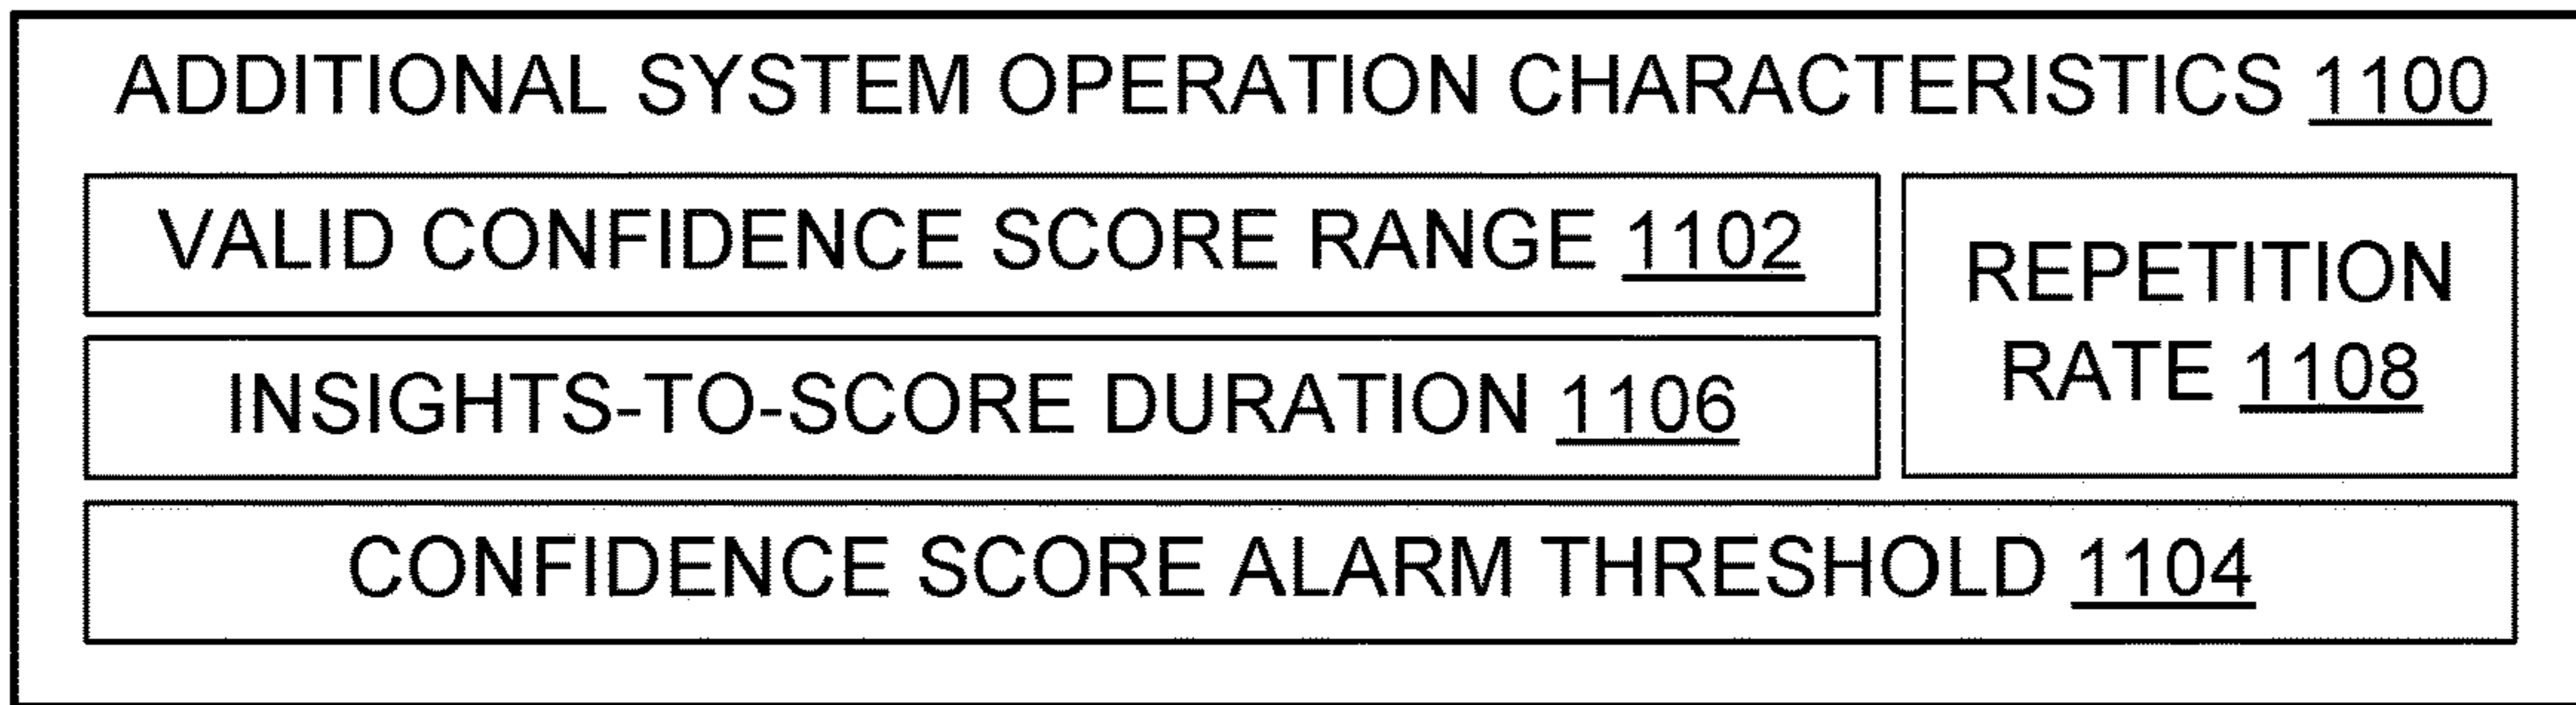 ADDITIONAL SYSTEM OPERATION CHARACTERISTICS 1100
VALID CONFIDENCE SCORE RANGE 1102
REPETITION
RATE 1108
INSIGHTS-TO-SCORE DURATION 1106
CONFIDENCE SCORE ALARM THRESHOLD 1104